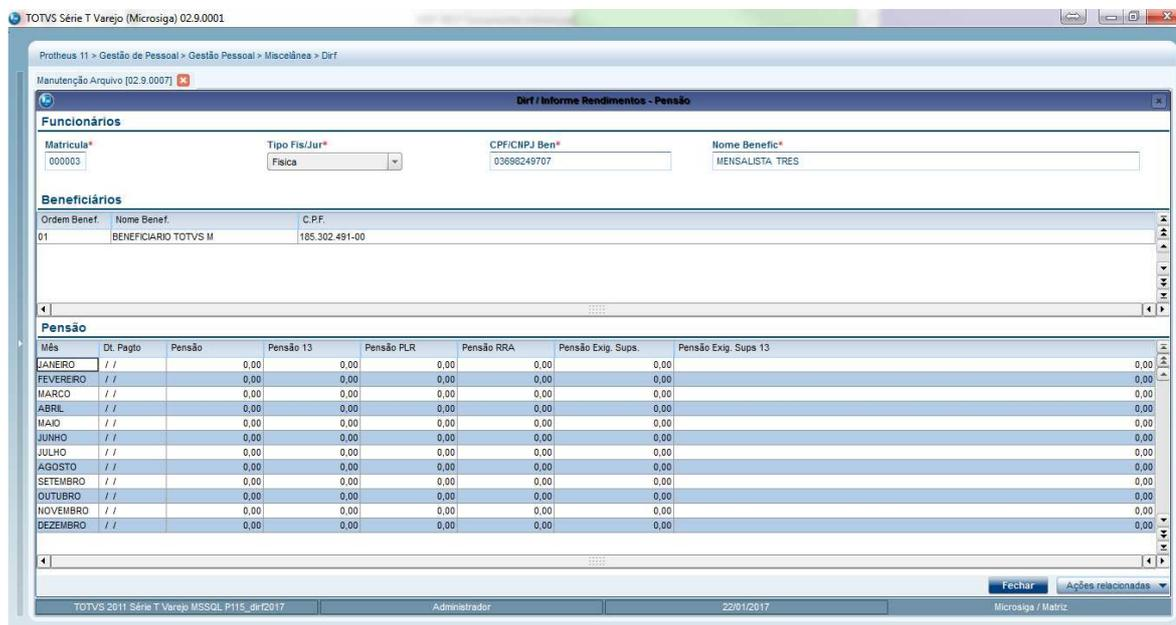 TOTVS Série T Varejo (Microsiga) 02.9.0001
Protheus 11 > Gestão de Pessoal > Gestão Pessoal > Miscelânea > Dirf
Manutenção Arquivo [02.9.0007]
Dirf / Informe Rendimentos - Pensão
Funcionários
Matricula* Tipo Fis/Jur* CPF/CNPJ Ben* Nome Benefic*
000003 Fisica 03698249707 MENSALISTA TRES
Beneficiários
Ordem Benef. Nome Benef. C.P.F.
01 BENEFICIARIO TOTVS M 185.302.491-00
Pensão
Mês Dt. Pagto Pensão Pensão 13 Pensão PLR Pensão RRA Pensão Exig. Sups. Pensão Exig. Sups 13
JANEIRO / / 0,00 0,00 0,00 0,00 0,00 0,00
FEVEREIRO / / 0,00 0,00 0,00 0,00 0,00 0,00
MARCO / / 0,00 0,00 0,00 0,00 0,00 0,00
ABRIL / / 0,00 0,00 0,00 0,00 0,00 0,00
MAIO / / 0,00 0,00 0,00 0,00 0,00 0,00
JUNHO / / 0,00 0,00 0,00 0,00 0,00 0,00
JULHO / / 0,00 0,00 0,00 0,00 0,00 0,00
AGOSTO / / 0,00 0,00 0,00 0,00 0,00 0,00
SETEMBRO / / 0,00 0,00 0,00 0,00 0,00 0,00
OUTUBRO / / 0,00 0,00 0,00 0,00 0,00 0,00
NOVEMBRO / / 0,00 0,00 0,00 0,00 0,00 0,00
DEZEMBRO / / 0,00 0,00 0,00 0,00 0,00 0,00
Fechar Ações relacionadas
TOTVS 2011 Série T Varejo MSSQL P115_dirf2017 Administrador 22/01/2017 Microsiga / Matriz